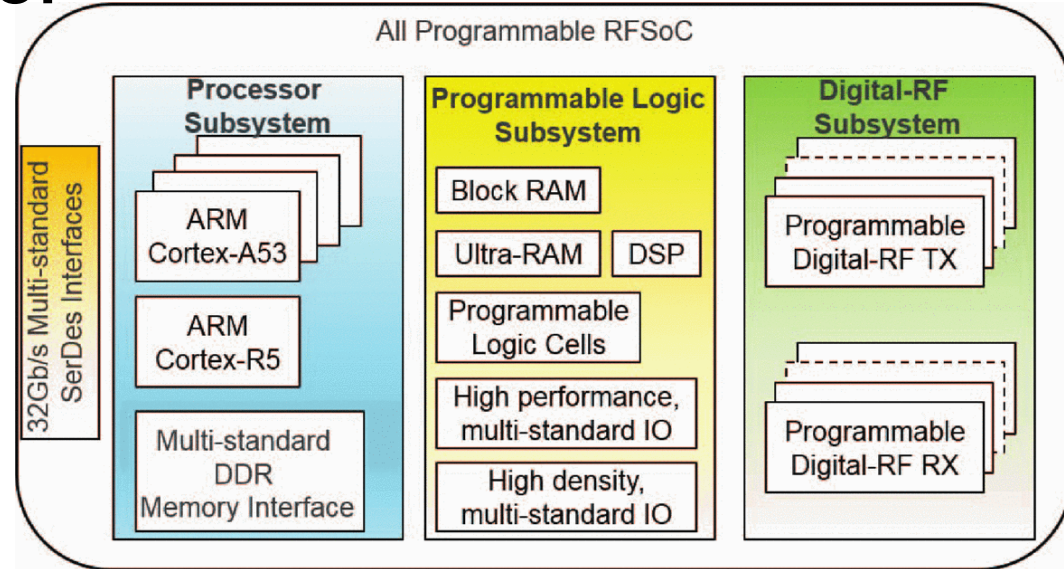 All Programmable RFSoC
32Gb/s Multi-standard
SerDes Interfaces
Processor
Subsystem
ARM
Cortex-A53
ARM
Cortex-R5
Multi-standard
DDR
Memory Interface
Programmable Logic
Subsystem
Block RAM
Ultra-RAM
DSP
Programmable
Logic Cells
High performance,
multi-standard IO
High density,
multi-standard IO
Digital-RF
Subsystem
Programmable
Digital-RF TX
Programmable
Digital-RF RX